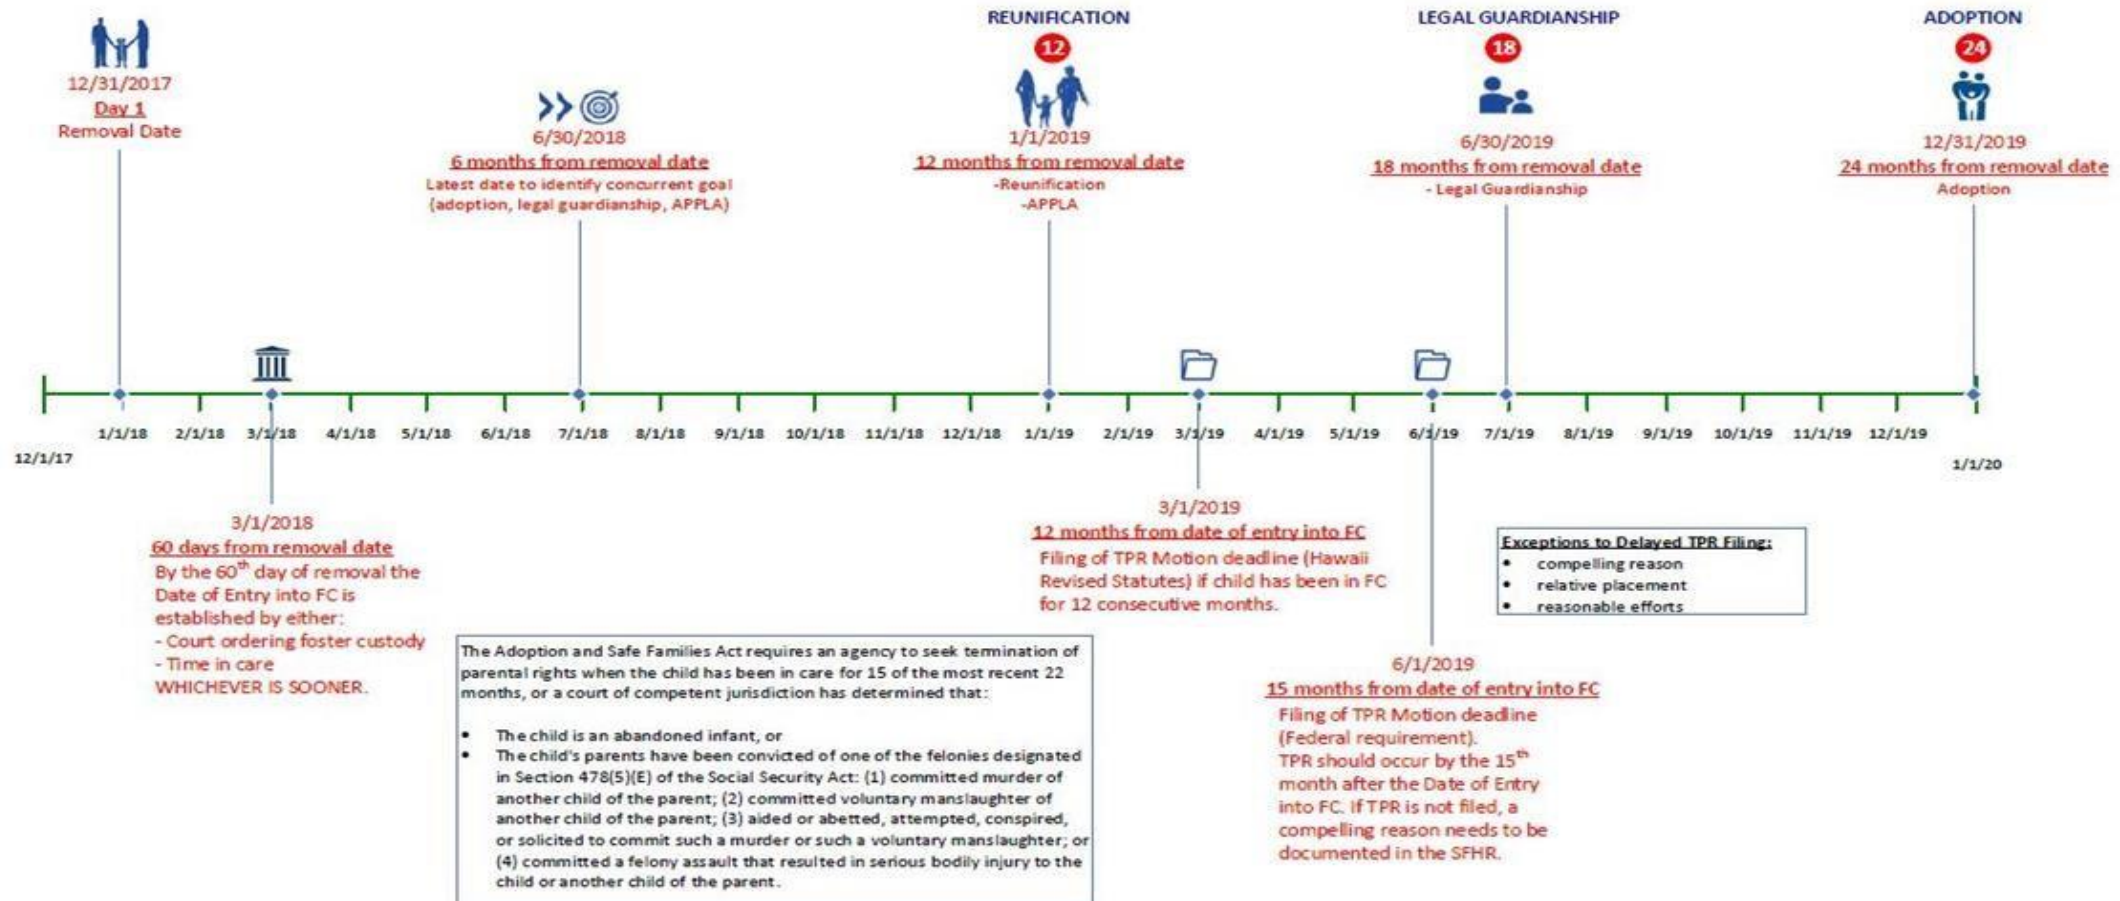 12/31/2017
Day 1
Removal Date
6/30/2018
6 months from removal date
Latest date to identify concurrent goal
(adoption, legal guardianship, APPLA)
REUNIFICATION
12
1/1/2019
12 months from removal date
-Reunification
-APPLA
LEGAL GUARDIANSHIP
18
6/30/2019
18 months from removal date
- Legal Guardianship
ADOPTION
24
12/31/2019
24 months from removal date
Adoption
12/1/17
1/1/18
2/1/18
3/1/18
4/1/18
5/1/18
6/1/18
7/1/18
8/1/18
9/1/18
10/1/18
11/1/18
12/1/18
1/1/19
2/1/19
3/1/19
4/1/19
5/1/19
6/1/19
7/1/19
8/1/19
9/1/19
10/1/19
11/1/19
12/1/19
1/1/20
3/1/2018
60 days from removal date
By the 60th day of removal the
Date of Entry into FC is
established by either:
- Court ordering foster custody
- Time in care
WHICHEVER IS SOONER.
The Adoption and Safe Families Act requires an agency to seek termination of
parental rights when the child has been in care for 15 of the most recent 22
months, or a court of competent jurisdiction has determined that:
• The child is an abandoned infant, or
• The child's parents have been convicted of one of the felonies designated
in Section 478(5)(E) of the Social Security Act: (1) committed murder of
another child of the parent; (2) committed voluntary manslaughter of
another child of the parent; (3) aided or abetted, attempted, conspired,
or solicited to commit such a murder or such a voluntary manslaughter; or
(4) committed a felony assault that resulted in serious bodily injury to the
child or another child of the parent.
3/1/2019
12 months from date of entry into FC
Filing of TPR Motion deadline (Hawaii
Revised Statutes) if child has been in FC
for 12 consecutive months.
6/1/2019
15 months from date of entry into FC
Filing of TPR Motion deadline
(Federal requirement).
TPR should occur by the 15th
month after the Date of Entry
into FC. If TPR is not filed, a
compelling reason needs to be
documented in the SFHR.
Exceptions to Delayed TPR Filing:
• compelling reason
• relative placement
• reasonable efforts